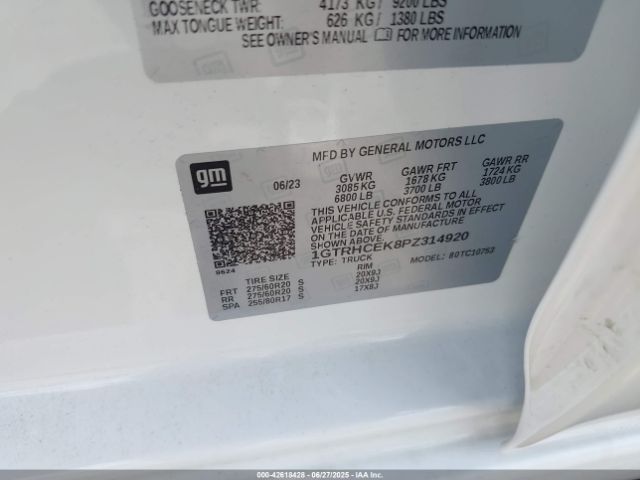 GOOSENECK TWR: 4173 KG / 9200 LBS
MAX TONGUE WEIGHT: 626 KG / 1380 LBS
SEE OWNER'S MANUAL FOR MORE INFORMATION
MFD BY GENERAL MOTORS LLC
gm
06/23 GVWR GAWR FRT GAWR RR
3085 KG 1678 KG 1724 KG
6800 LB 3700 LB 3800 LB
THIS VEHICLE CONFORMS TO ALL
APPLICABLE U.S. FEDERAL MOTOR
VEHICLE SAFETY STANDARDS IN EFFECT
ON THE DATE OF MANUFACTURE SHOWN ABOVE.
1GTRHCEK8PZ314920
TYPE: TRUCK MODEL: 80TC10753
8624
TIRE SIZE RIM
FRT 275/60R20 S 20X9J
RR 275/60R20 S 20X9J
SPA 255/80R17 S 17X8J
000-42618428 - 06/27/2025 - IAA Inc.